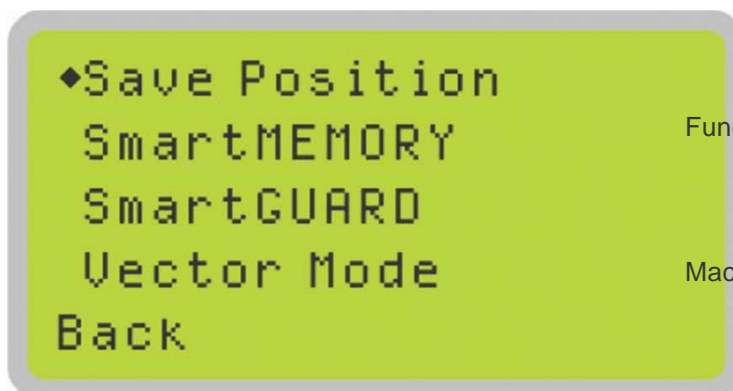 ◆Save Position
SmartMEMORY
SmartGUARD
Vector Mode
Back